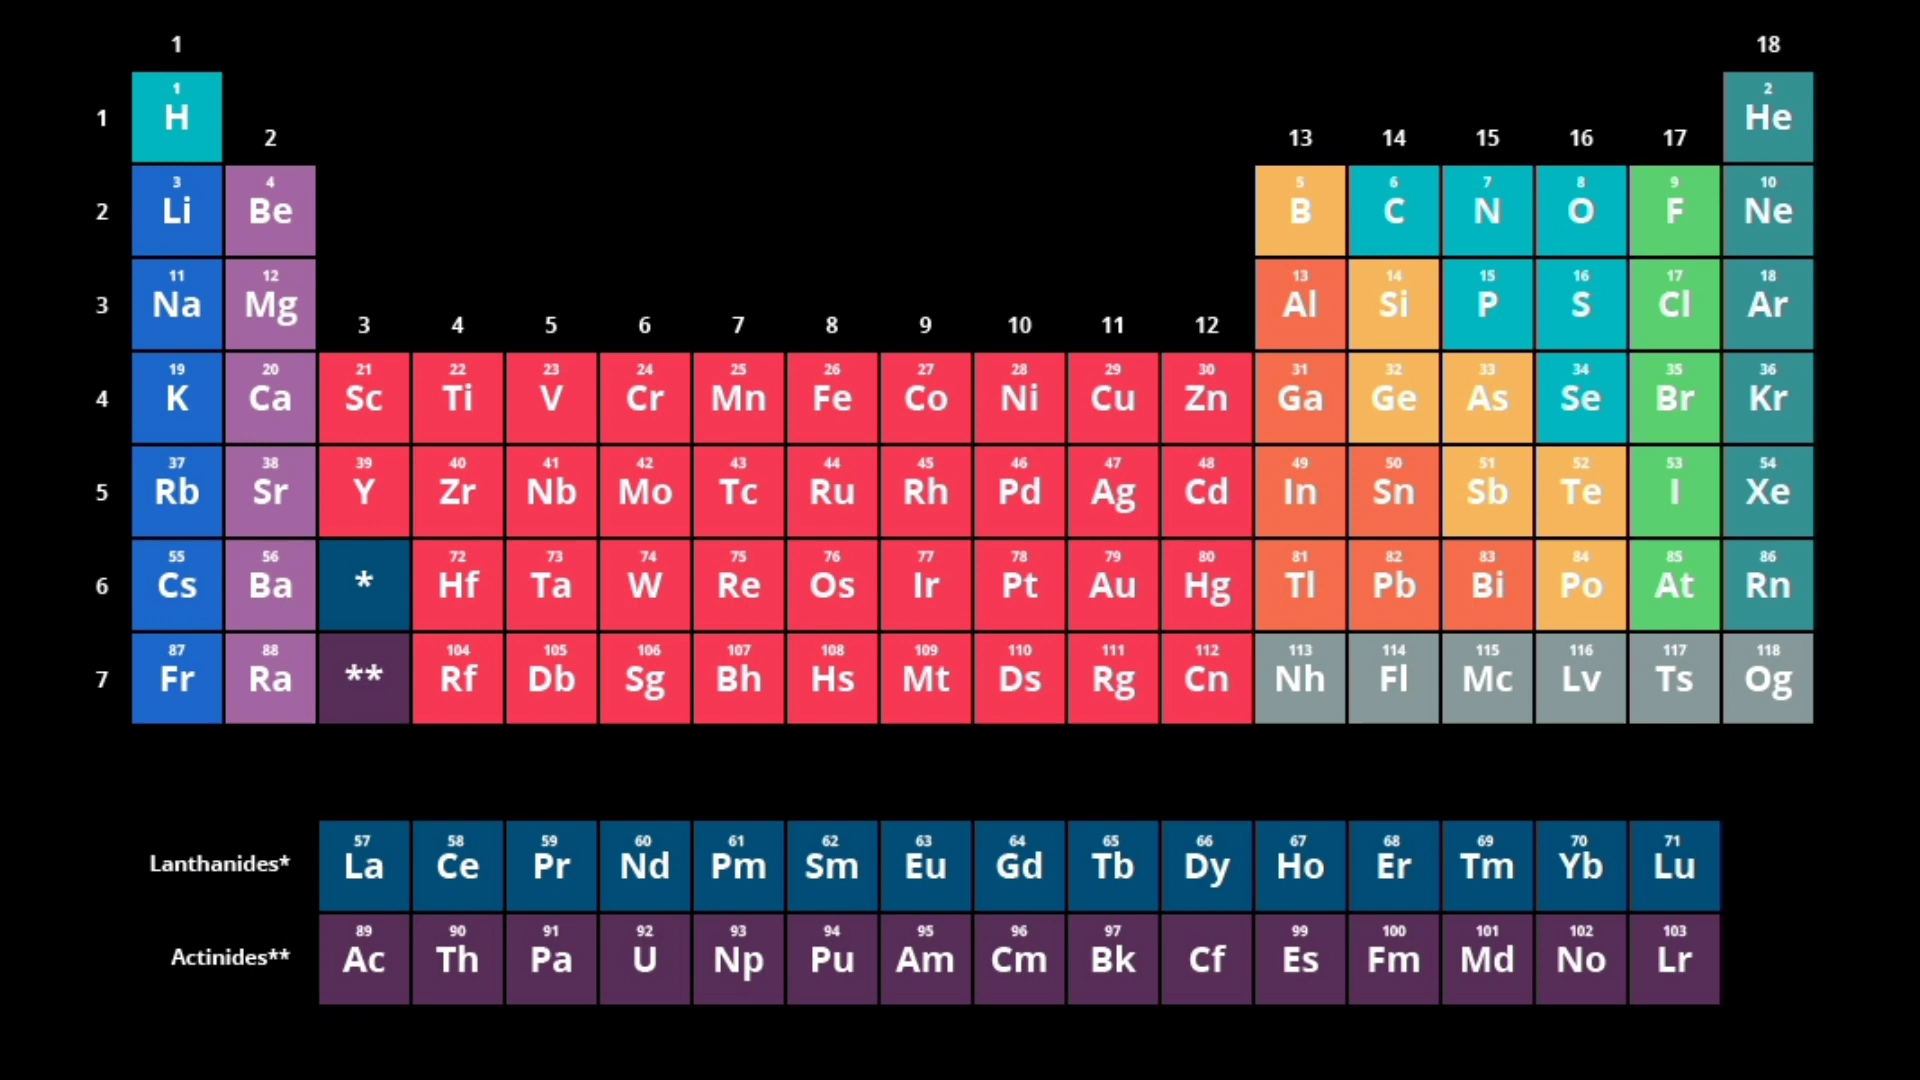 1 18
1 2
1 H He
2 13 14 15 16 17
3 4 5 6 7 8 9 10
2 Li Be B C N O F Ne
11 12 13 14 15 16 17 18
3 Na Mg 3 4 5 6 7 8 9 10 11 12 Al Si P S Cl Ar
19 20 21 22 23 24 25 26 27 28 29 30 31 32 33 34 35 36
4 K Ca Sc Ti V Cr Mn Fe Co Ni Cu Zn Ga Ge As Se Br Kr
37 38 39 40 41 42 43 44 45 46 47 48 49 50 51 52 53 54
5 Rb Sr Y Zr Nb Mo Tc Ru Rh Pd Ag Cd In Sn Sb Te I Xe
55 56 72 73 74 75 76 77 78 79 80 81 82 83 84 85 86
6 Cs Ba * Hf Ta W Re Os Ir Pt Au Hg Tl Pb Bi Po At Rn
87 88 104 105 106 107 108 109 110 111 112 113 114 115 116 117 118
7 Fr Ra ** Rf Db Sg Bh Hs Mt Ds Rg Cn Nh Fl Mc Lv Ts Og
57 58 59 60 61 62 63 64 65 66 67 68 69 70 71
Lanthanides* La Ce Pr Nd Pm Sm Eu Gd Tb Dy Ho Er Tm Yb Lu
89 90 91 92 93 94 95 96 97 99 100 101 102 103
Actinides** Ac Th Pa U Np Pu Am Cm Bk Cf Es Fm Md No Lr